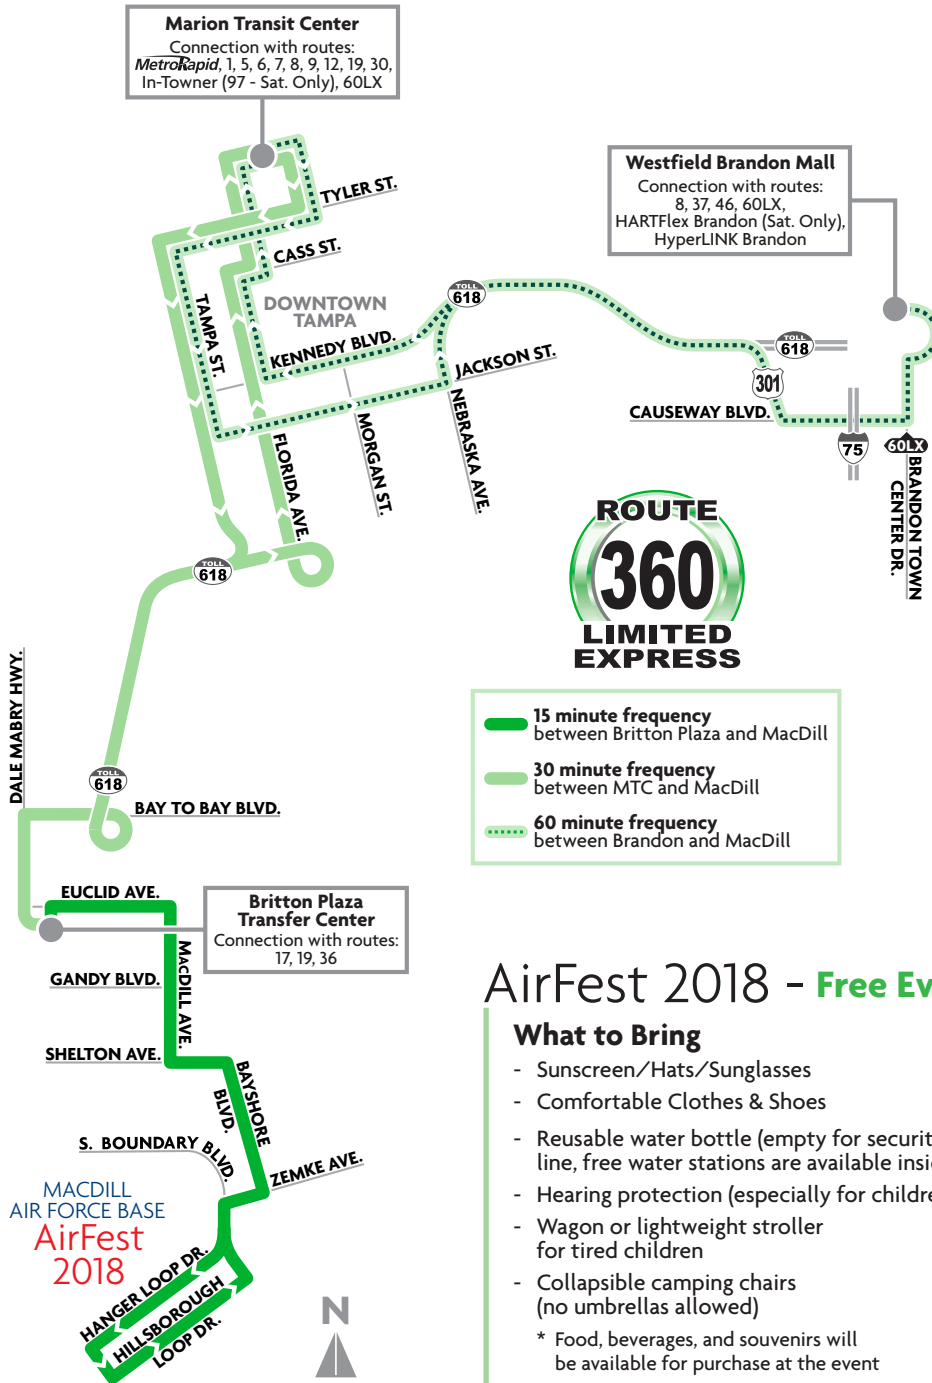 Marion Transit Center
Connection with routes:
MetroRapid, 1, 5, 6, 7, 8, 9, 12, 19, 30,
In-Towner (97 - Sat. Only), 60LX
Westfield Brandon Mall
Connection with routes:
8, 37, 46, 60LX,
HARTFlex Brandon (Sat. Only),
HyperLINK Brandon
TYLER ST.
CASS ST.
DOWNTOWN
TAMPA
TAMPA ST.
KENNEDY BLVD.
TOLL
618
JACKSON ST.
TOLL
618
301
CAUSEWAY BLVD.
75
60LX
BRANDON TOWN
CENTER DR.
FLORIDA AVE.
MORGAN ST.
NEBRASKA AVE.
TOLL
618
ROUTE
360
LIMITED
EXPRESS
15 minute frequency
between Britton Plaza and MacDill
30 minute frequency
between MTC and MacDill
60 minute frequency
between Brandon and MacDill
DALE MABRY HWY.
TOLL
618
BAY TO BAY BLVD.
EUCLID AVE.
Britton Plaza
Transfer Center
Connection with routes:
17, 19, 36
GANDY BLVD.
MACDILL AVE.
SHELTON AVE.
BAYSHORE
BLVD.
S. BOUNDARY BLVD.
ZEMKE AVE.
MACDILL
AIR FORCE BASE
AirFest
2018
HANGER LOOP DR.
HILLSBOROUGH
LOOP DR.
N
AirFest 2018 - Free Ev
What to Bring
- Sunscreen/Hats/Sunglasses
- Comfortable Clothes & Shoes
- Reusable water bottle (empty for securit
line, free water stations are available insi
- Hearing protection (especially for childre
- Wagon or lightweight stroller
for tired children
- Collapsible camping chairs
(no umbrellas allowed)
* Food, beverages, and souvenirs will
be available for purchase at the event